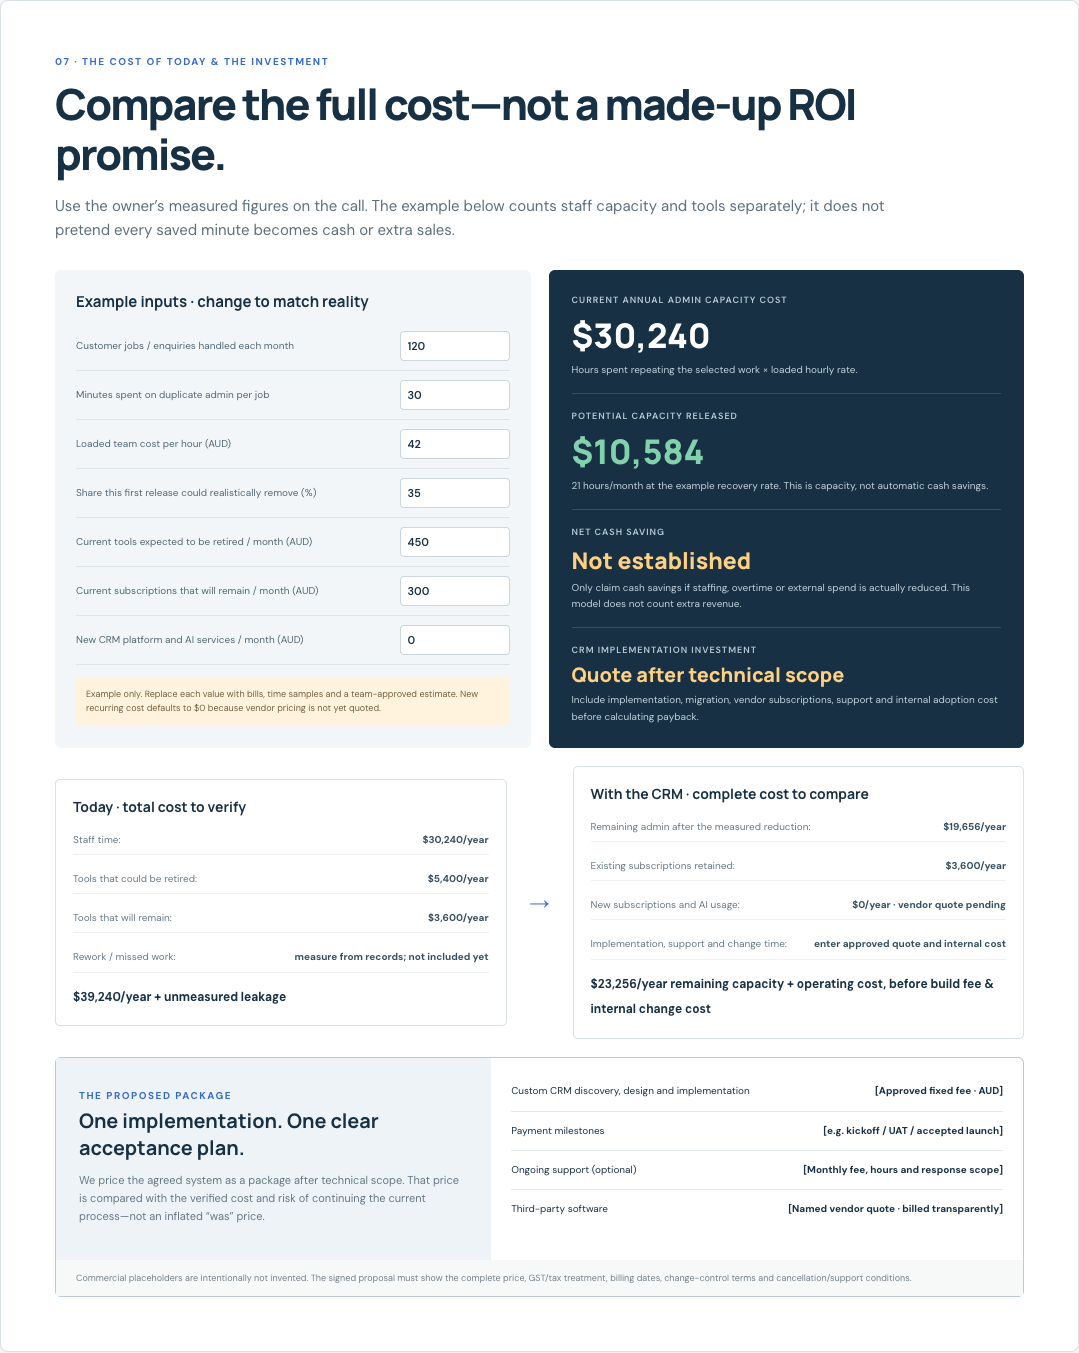 07 · THE COST OF TODAY & THE INVESTMENT
Compare the full cost—not a made-up ROI
promise.
Use the owner’s measured figures on the call. The example below counts staff capacity and tools separately; it does not
pretend every saved minute becomes cash or extra sales.
Example inputs · change to match reality
Customer jobs / enquiries handled each month 120
Minutes spent on duplicate admin per job 30
Loaded team cost per hour (AUD) 42
Share this first release could realistically remove (%) 35
Current tools expected to be retired / month (AUD) 450
Current subscriptions that will remain / month (AUD) 300
New CRM platform and AI services / month (AUD) 0
Example only. Replace each value with bills, time samples and a team-approved estimate. New
recurring cost defaults to $0 because vendor pricing is not yet quoted.
CURRENT ANNUAL ADMIN CAPACITY COST
$30,240
Hours spent repeating the selected work × loaded hourly rate.
POTENTIAL CAPACITY RELEASED
$10,584
21 hours/month at the example recovery rate. This is capacity, not automatic cash savings.
NET CASH SAVING
Not established
Only claim cash savings if staffing, overtime or external spend is actually reduced. This
model does not count extra revenue.
CRM IMPLEMENTATION INVESTMENT
Quote after technical scope
Include implementation, migration, vendor subscriptions, support and internal adoption cost
before calculating payback.
Today · total cost to verify
Staff time: $30,240/year
Tools that could be retired: $5,400/year
Tools that will remain: $3,600/year
Rework / missed work: measure from records; not included yet
$39,240/year + unmeasured leakage
→
With the CRM · complete cost to compare
Remaining admin after the measured reduction: $19,656/year
Existing subscriptions retained: $3,600/year
New subscriptions and AI usage: $0/year · vendor quote pending
Implementation, support and change time: enter approved quote and internal cost
$23,256/year remaining capacity + operating cost, before build fee &
internal change cost
THE PROPOSED PACKAGE
One implementation. One clear
acceptance plan.
We price the agreed system as a package after technical scope. That price
is compared with the verified cost and risk of continuing the current
process—not an inflated “was” price.
Custom CRM discovery, design and implementation [Approved fixed fee · AUD]
Payment milestones [e.g. kickoff / UAT / accepted launch]
Ongoing support (optional) [Monthly fee, hours and response scope]
Third-party software [Named vendor quote · billed transparently]
Commercial placeholders are intentionally not invented. The signed proposal must show the complete price, GST/tax treatment, billing dates, change-control terms and cancellation/support conditions.